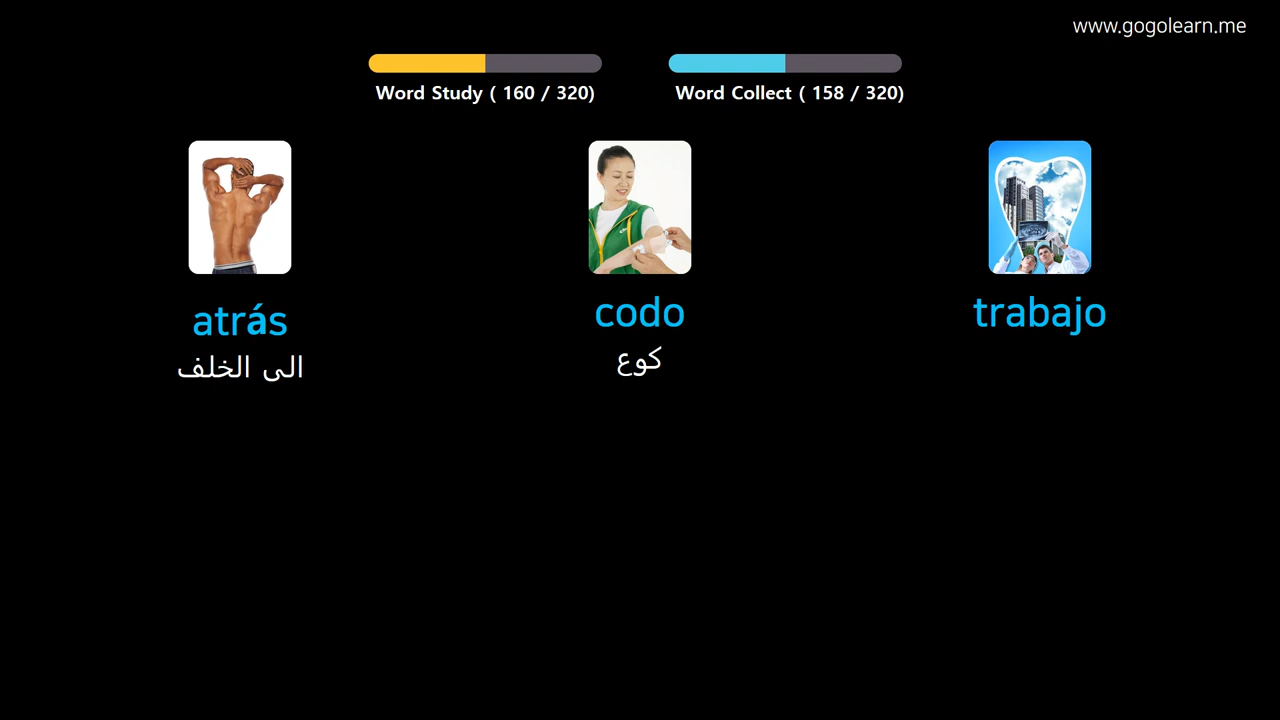 www.gogolearn.me
Word Study ( 160 / 320)
Word Collect ( 158 / 320)
atrás
codo
trabajo
الى الخلف
كوع